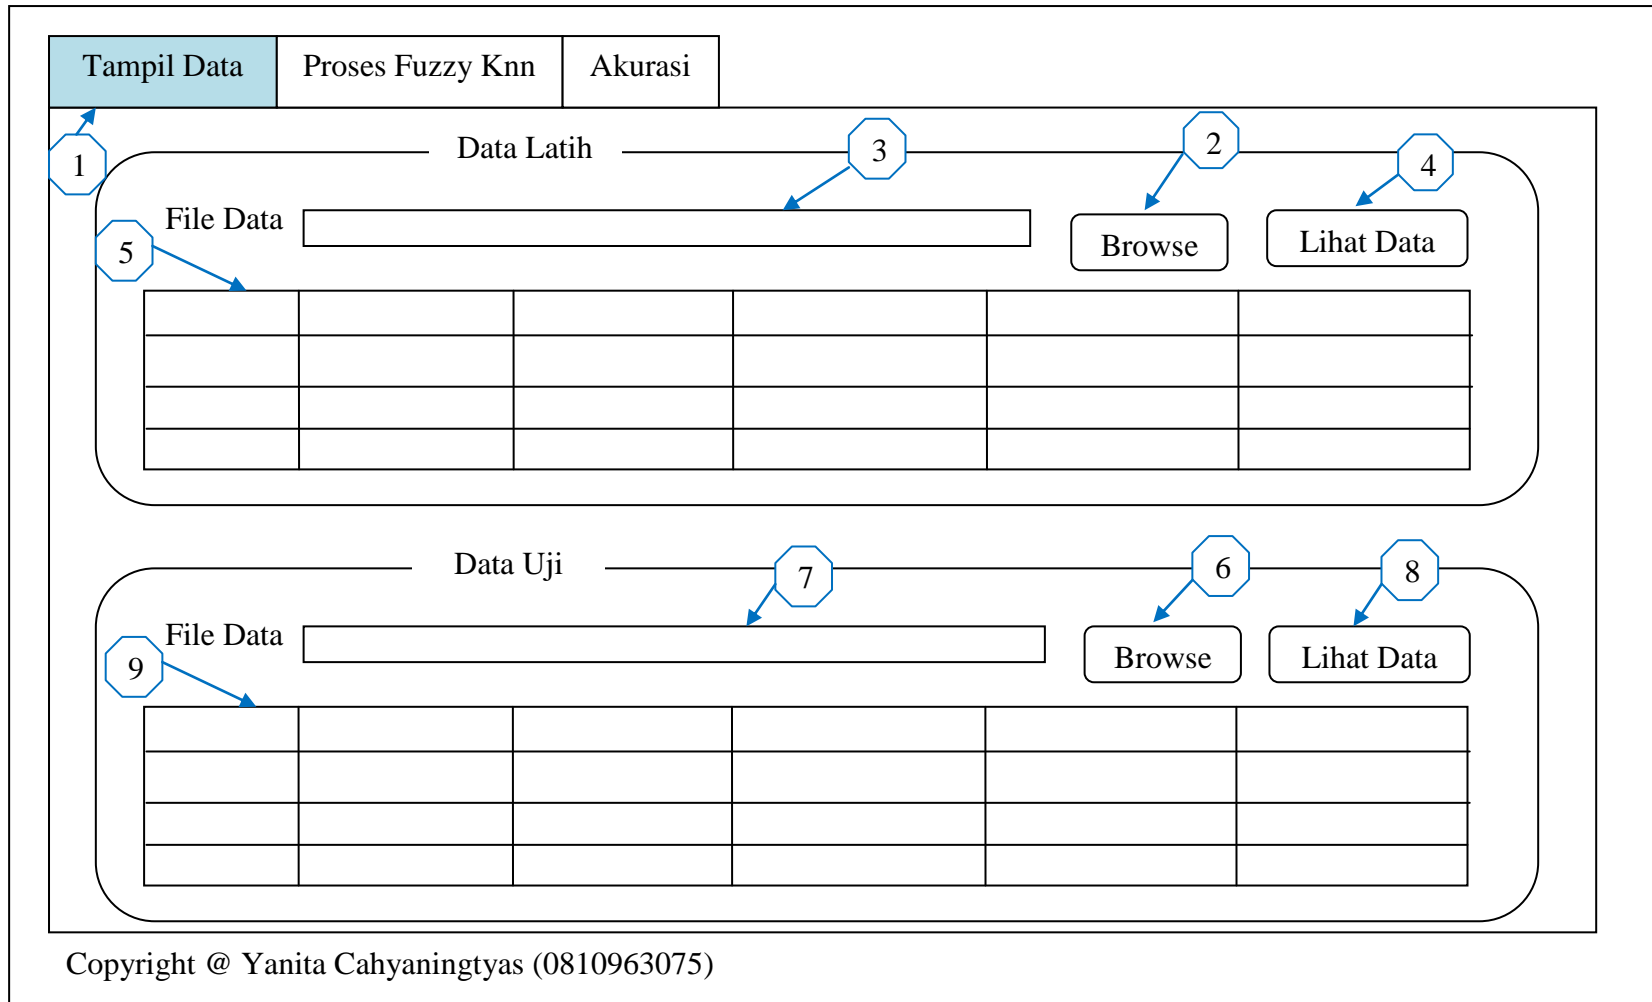 Tampil Data
Proses Fuzzy Knn
Akurasi
1
Data Latih
3
2
4
File Data
Browse
Lihat Data
5
Data Uji
7
6
8
File Data
Browse
Lihat Data
9
Copyright @ Yanita Cahyaningtyas (0810963075)